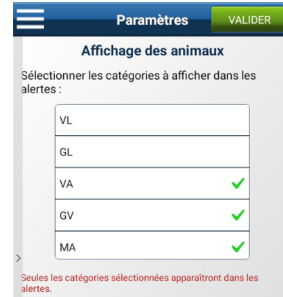 Paramètres
VALIDER
Affichage des animaux
Sélectionner les catégories à afficher dans les
alertes :
VL
GL
VA
GV
MA
Seules les catégories sélectionnées apparaîtront dans les
alertes.